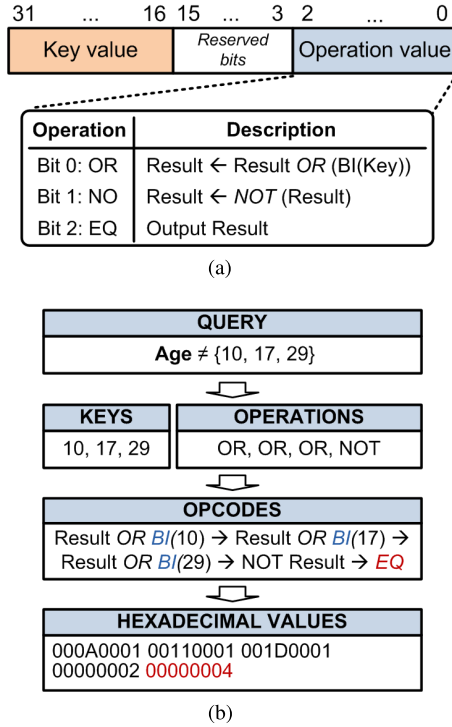 31 ... 16 15 ... 3 2 ... 0
Key value Reserved bits Operation value
Operation Description
Bit 0: OR Result ← Result OR (BI(Key))
Bit 1: NO Result ← NOT (Result)
Bit 2: EQ Output Result
(a)
QUERY
Age ≠ {10, 17, 29}
KEYS OPERATIONS
10, 17, 29 OR, OR, OR, NOT
OPCODES
Result OR BI(10) → Result OR BI(17) →
Result OR BI(29) → NOT Result → EQ
HEXADECIMAL VALUES
000A0001 00110001 001D0001
00000002 00000004
(b)